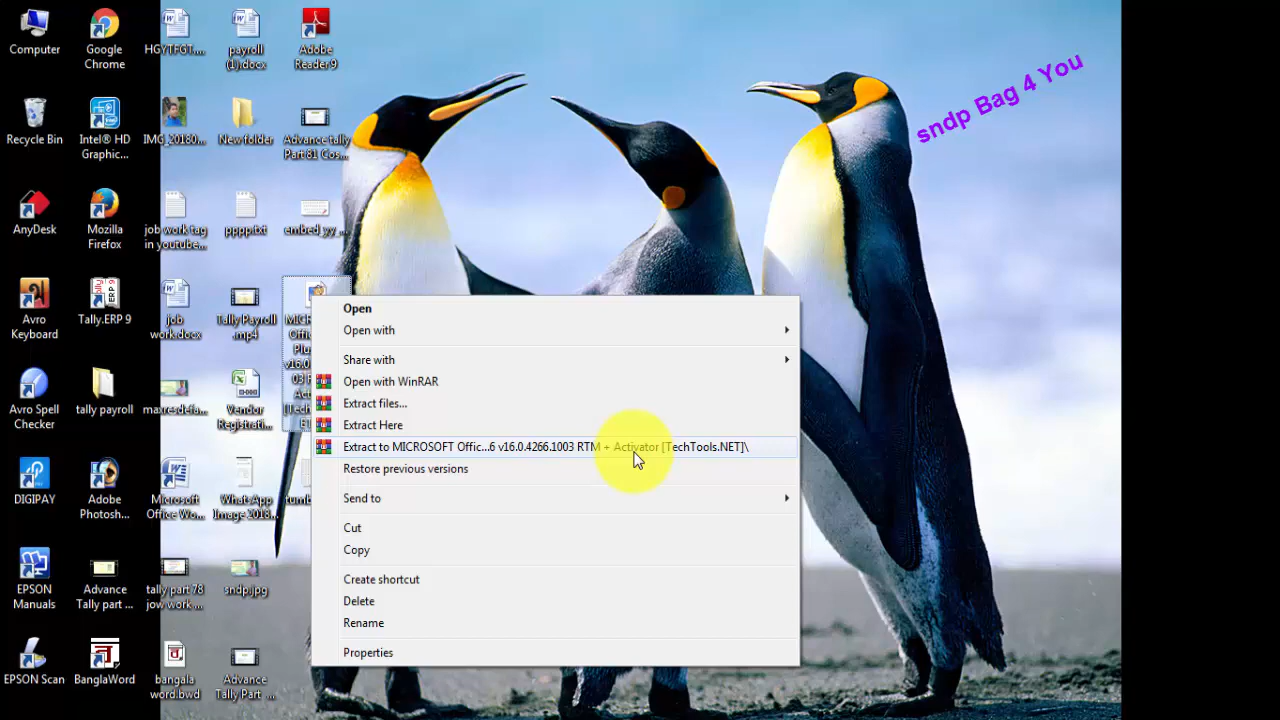 Computer
Google
Chrome
HGYTFGT....
payroll
(1).docx
Adobe
Reader9
sndp Bag 4 You
Recycle Bin
Intel® HD
Graphic...
IMG_20180...
New folder
Advance tally
Part 81 Cos...
AnyDesk
Mozilla
Firefox
job work tag
in youtube...
pppp.txt
embed_yy_...
Avro
Keyboard
Tally.ERP 9
job
work.docx
Tally Payroll
.mp4
Avro Spell
Checker
tally payroll
maxresdefa...
Vendor
Registrati...
DIGIPAY
Adobe
Photosh...
Microsoft
Office Wo...
WhatsApp
Image 2018...
EPSON
Manuals
Advance
Tally part ...
tally part 78
jow work ...
sndp.jpg
EPSON Scan
BanglaWord
bangala
word.bwd
Advance
Tally Part ...
Open
Open with
Share with
Open with WinRAR
Extract files...
Extract Here
Extract to MICROSOFT Offic...6 v16.0.4266.1003 RTM + Activator [TechTools.NET]\
Restore previous versions
Send to
Cut
Copy
Create shortcut
Delete
Rename
Properties